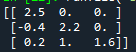 [[ 2.5  0.   0. ]
 [-0.4  2.2  0. ]
 [ 0.2  1.   1.6]]